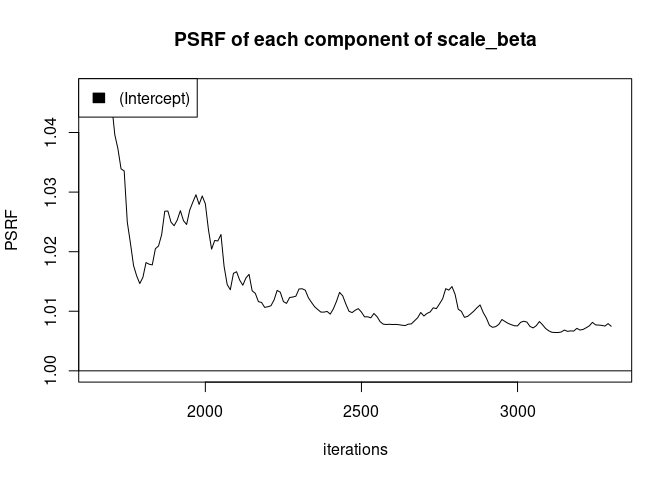 PSRF of each component of scale_beta
(Intercept)
PSRF
1.04
1.03
1.02
1.01
1.00
2000 2500 3000
iterations